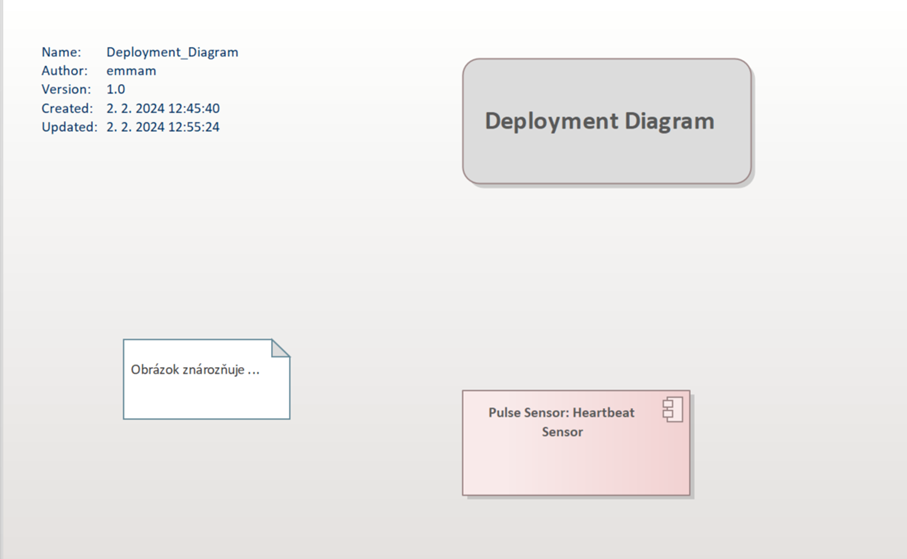 Name: Deployment_Diagram
Author: emmam
Version: 1.0
Created: 2. 2. 2024 12:45:40
Updated: 2. 2. 2024 12:55:24
Deployment Diagram
Obrázok znározňuje ...
Pulse Sensor: Heartbeat
Sensor